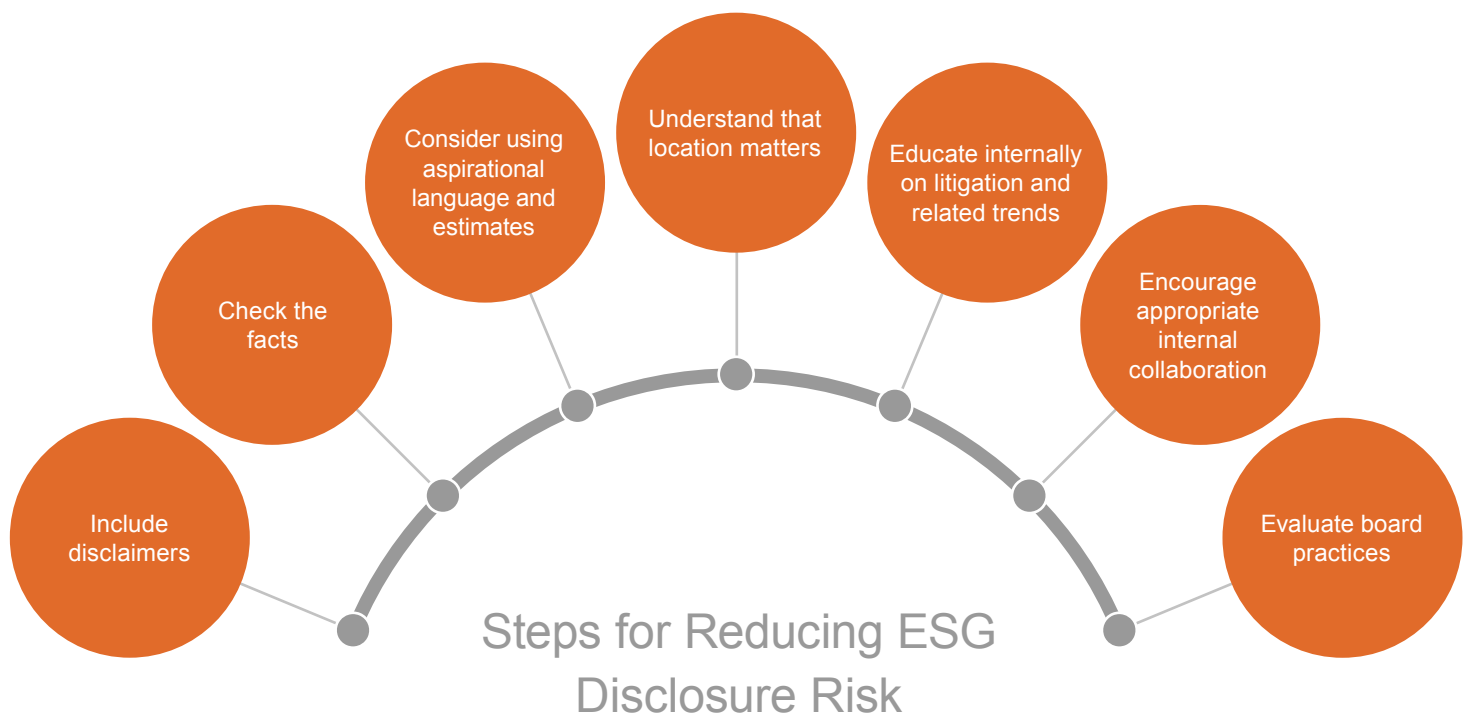 Include
disclaimers
Check the
facts
Consider using
aspirational
language and
estimates
Understand that
location matters
Educate internally
on litigation and
related trends
Encourage
appropriate
internal
collaboration
Evaluate board
practices
Steps for Reducing ESG
Disclosure Risk